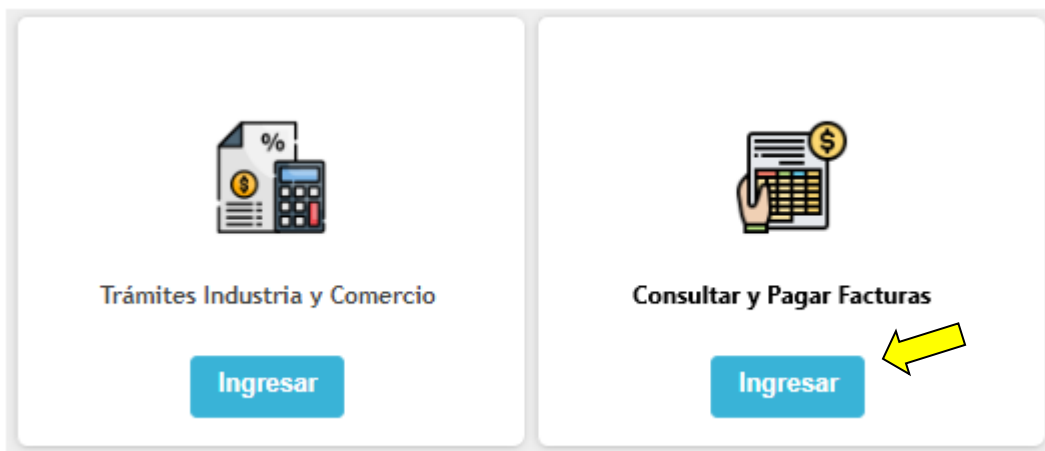 %
$
$
Trámites Industria y Comercio
Consultar y Pagar Facturas
Ingresar
Ingresar